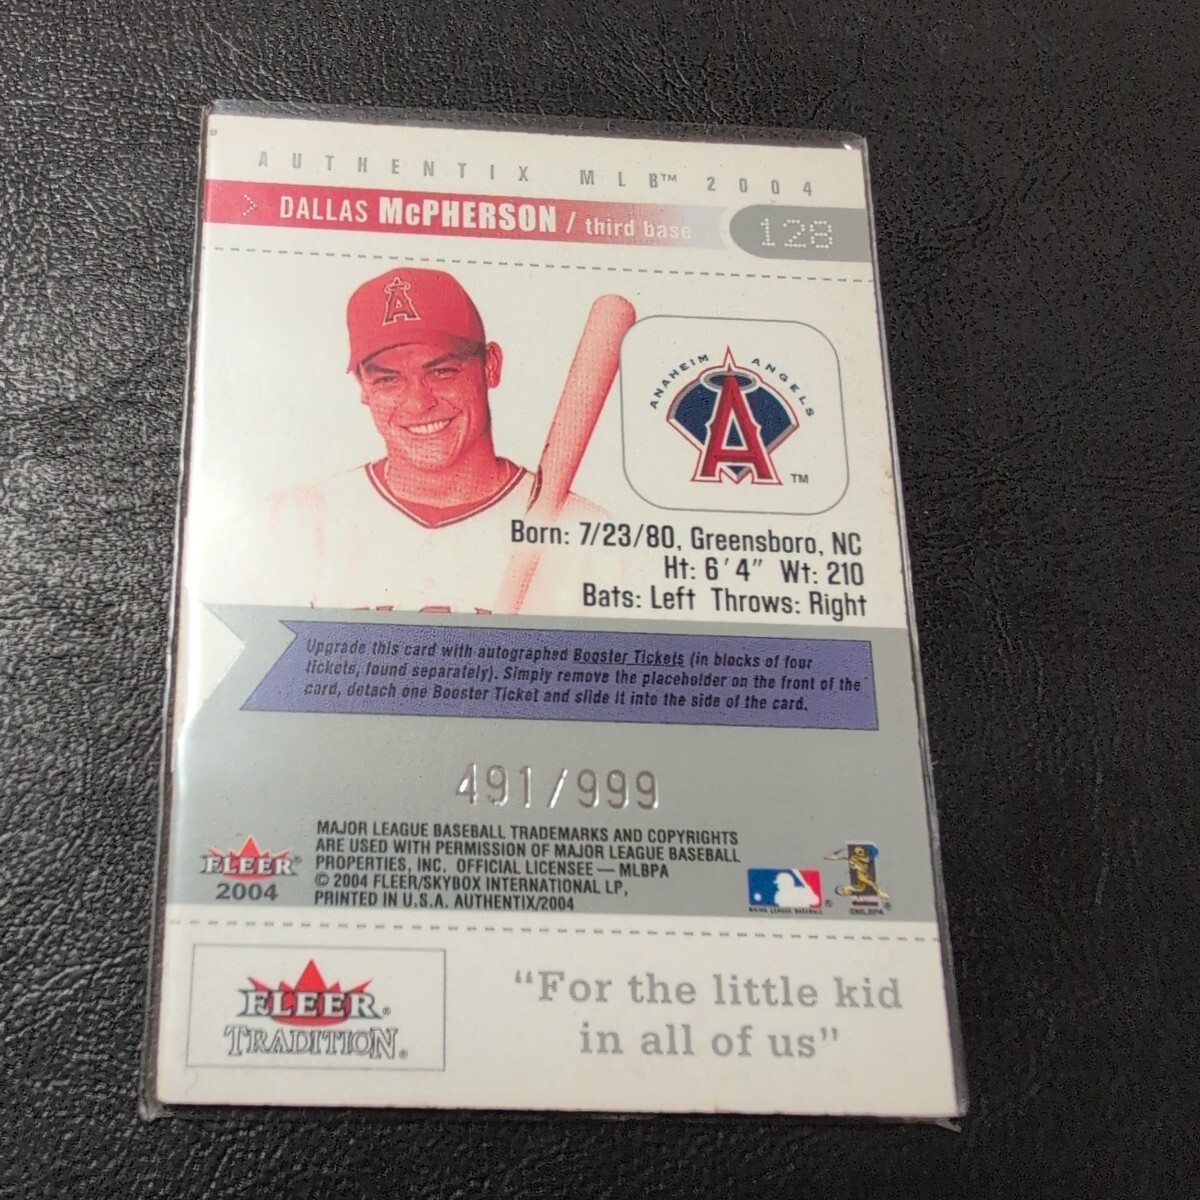 AUTHENTIX MLB™ 2004
DALLAS McPHERSON / third base
128
ANAHEIM ANGELS
A
TM
Born: 7/23/80, Greensboro, NC
Ht: 6'4" Wt: 210
Bats: Left Throws: Right
Upgrade this card with autographed Booster Tickets (in blocks of four
tickets, found separately). Simply remove the placeholder on the front of the
card, detach one Booster Ticket and slide it into the side of the card.
491/999
MAJOR LEAGUE BASEBALL TRADEMARKS AND COPYRIGHTS
ARE USED WITH PERMISSION OF MAJOR LEAGUE BASEBALL
PROPERTIES, INC. OFFICIAL LICENSEE — MLBPA
© 2004 FLEER/SKYBOX INTERNATIONAL LP,
PRINTED IN U.S.A. AUTHENTIX/2004
FLEER®
2004
MAJOR LEAGUE BASEBALL
FLEER®
TRADITION®
"For the little kid
in all of us"